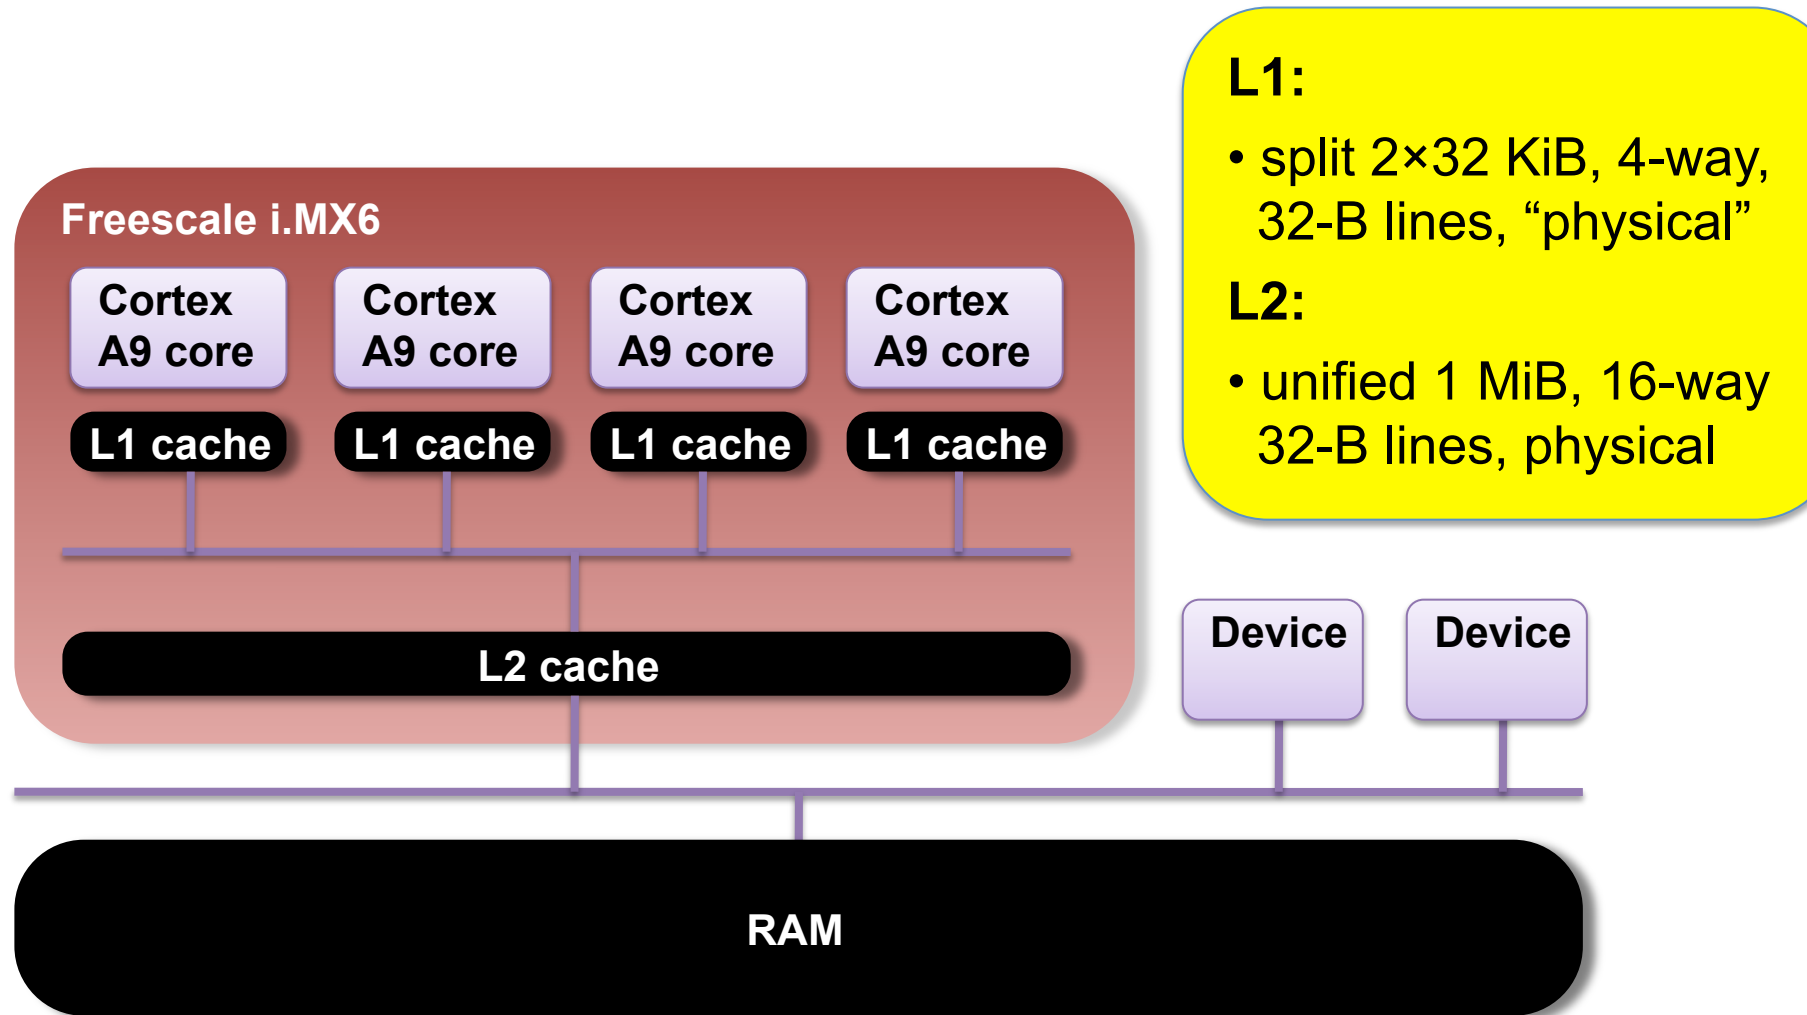 L1:
• split 2×32 KiB, 4-way,
32-B lines, “physical”
L2:
• unified 1 MiB, 16-way
32-B lines, physical
Freescale i.MX6
Cortex
A9 core
Cortex
A9 core
Cortex
A9 core
Cortex
A9 core
L1 cache
L1 cache
L1 cache
L1 cache
L2 cache
Device
Device
RAM